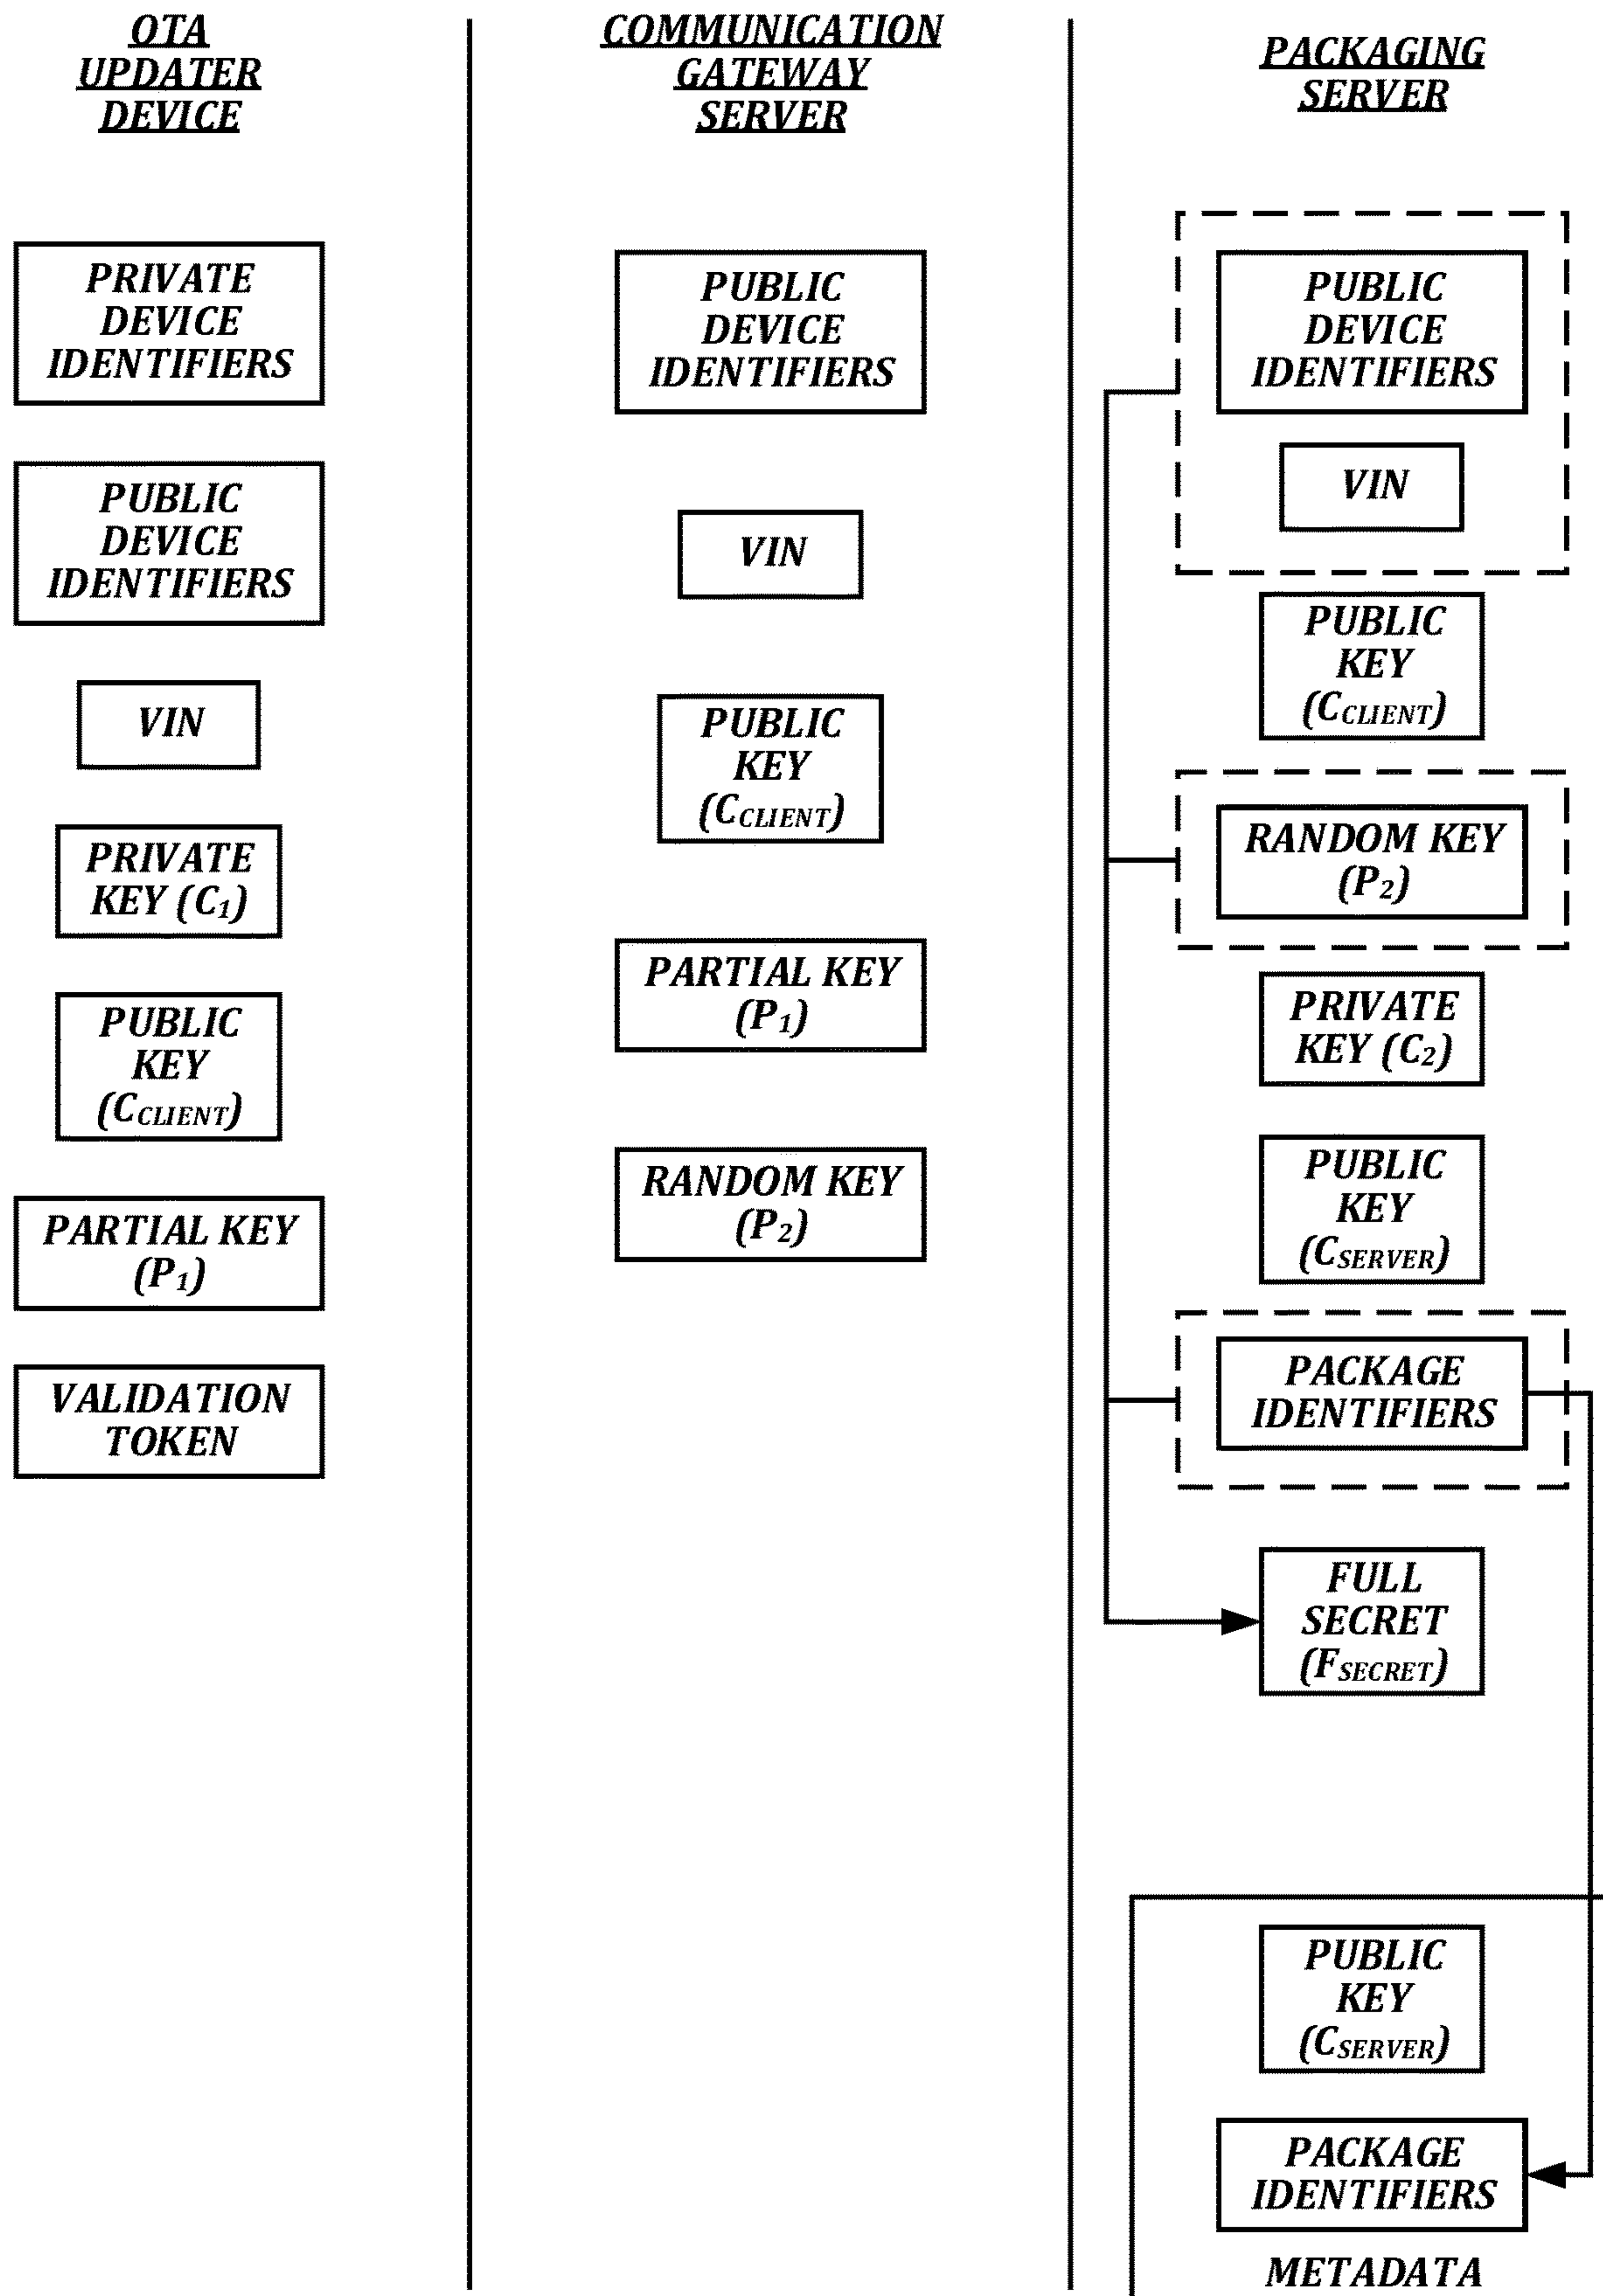 OTA
UPDATER
DEVICE
PRIVATE
DEVICE
IDENTIFIERS
PUBLIC
DEVICE
IDENTIFIERS
VIN
PRIVATE
KEY (C1)
PUBLIC
KEY
(CCLIENT)
PARTIAL KEY
(P1)
VALIDATION
TOKEN
COMMUNICATION
GATEWAY
SERVER
PUBLIC
DEVICE
IDENTIFIERS
VIN
PUBLIC
KEY
(CCLIENT)
PARTIAL KEY
(P1)
RANDOM KEY
(P2)
PACKAGING
SERVER
PUBLIC
DEVICE
IDENTIFIERS
VIN
PUBLIC
KEY
(CCLIENT)
RANDOM KEY
(P2)
PRIVATE
KEY (C2)
PUBLIC
KEY
(CSERVER)
PACKAGE
IDENTIFIERS
FULL
SECRET
(FSECRET)
PUBLIC
KEY
(CSERVER)
PACKAGE
IDENTIFIERS
METADATA